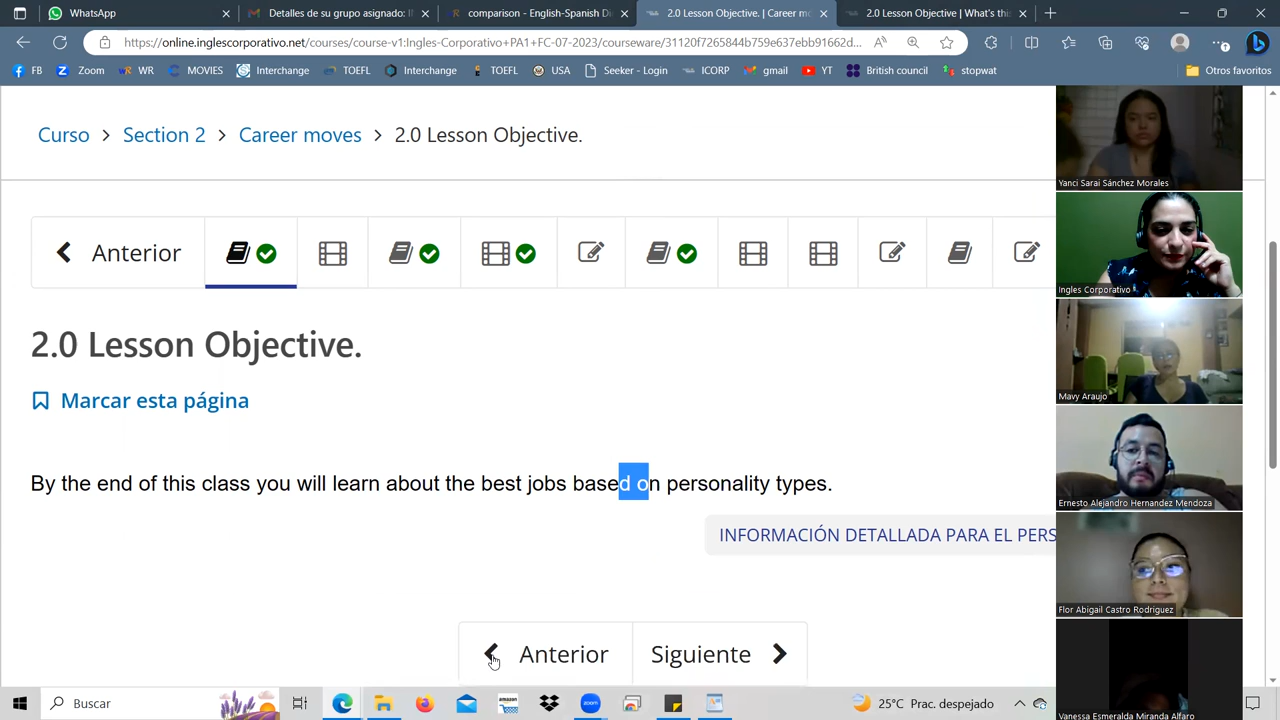 WhatsApp
Detalles de su grupo asignado: II
comparison - English-Spanish Di
2.0 Lesson Objective. | Career mo
2.0 Lesson Objective | What's thi
https://online.inglescorporativo.net/courses/course-v1:Ingles-Corporativo+PA1+FC-07-2023/courseware/31120f7265844b759e637ebb91662d...
FB
Zoom
WR
MOVIES
Interchange
TOEFL
Interchange
TOEFL
USA
Seeker - Login
ICORP
gmail
YT
British council
stopwat
Otros favoritos
Curso > Section 2 > Career moves > 2.0 Lesson Objective.
Anterior
2.0 Lesson Objective.
Marcar esta página
By the end of this class you will learn about the best jobs based on personality types.
INFORMACIÓN DETALLADA PARA EL PERS
Anterior
Siguiente
Yanci Sarai Sánchez Morales
Ingles Corporativo
Mavy Araujo
Ernesto Alejandro Hernandez Mendoza
Flor Abigail Castro Rodriguez
Vanessa Esmeralda Miranda Alfaro
Buscar
25°C Prac. despejado